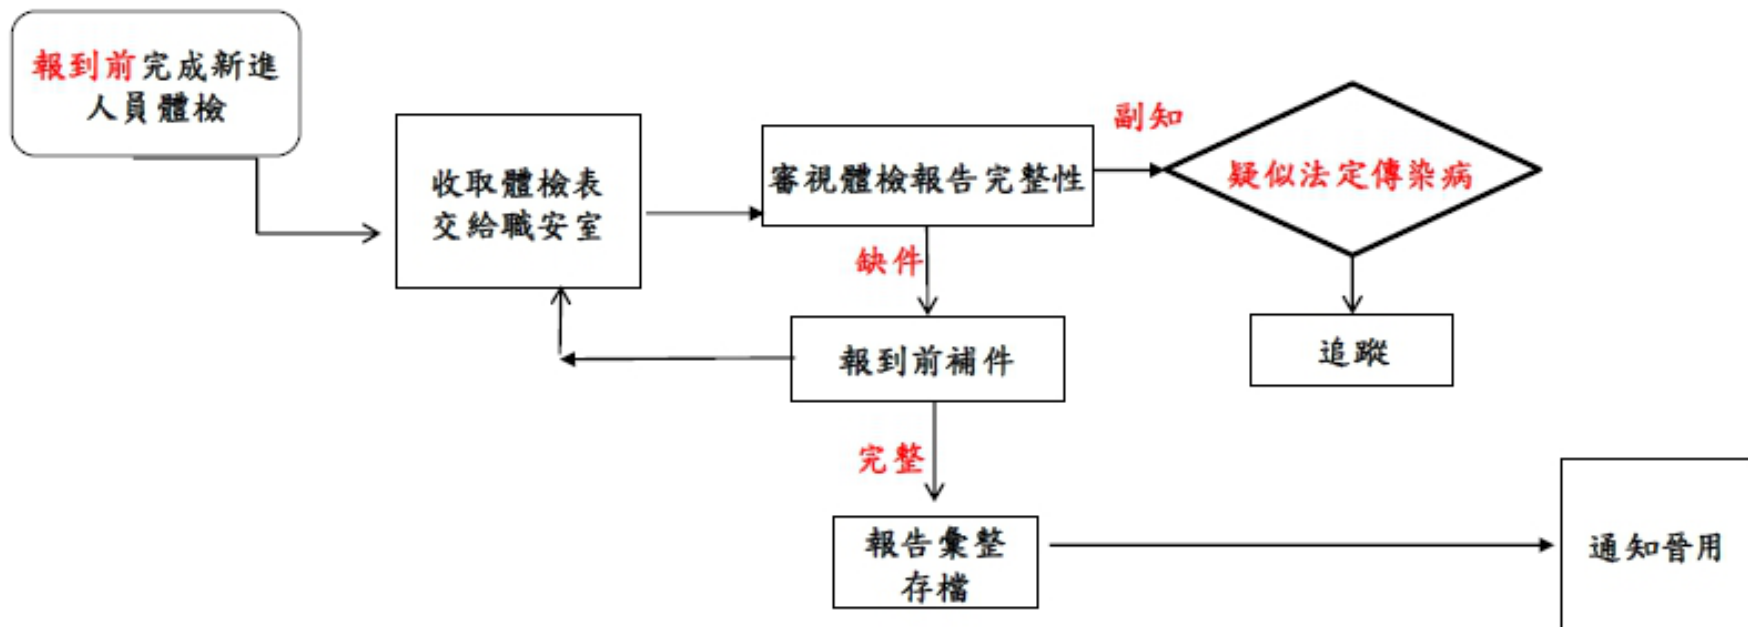 報到前完成新進
人員體檢
收取體檢表
交給職安室
審視體檢報告完整性
副知
疑似法定傳染病
缺件
報到前補件
追蹤
完整
報告彙整
存檔
通知晉用